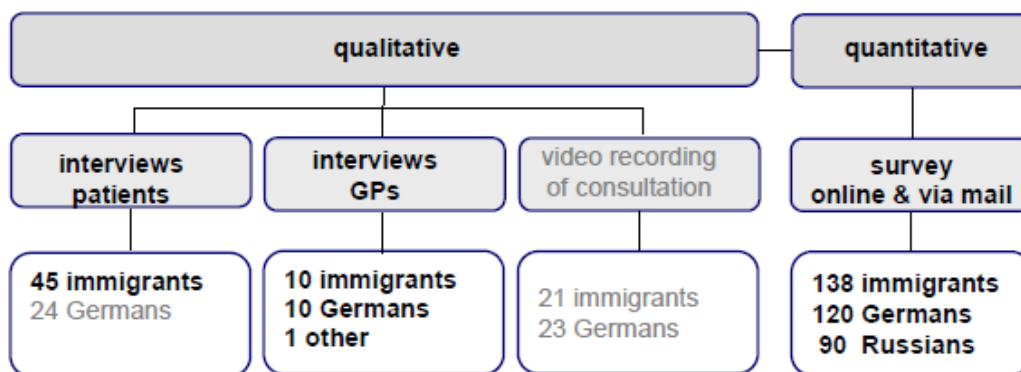 qualitative
quantitative
interviews
patients
interviews
GPs
video recording
of consultation
survey
online & via mail
45 immigrants
24 Germans
10 immigrants
10 Germans
1 other
21 immigrants
23 Germans
138 immigrants
120 Germans
90 Russians